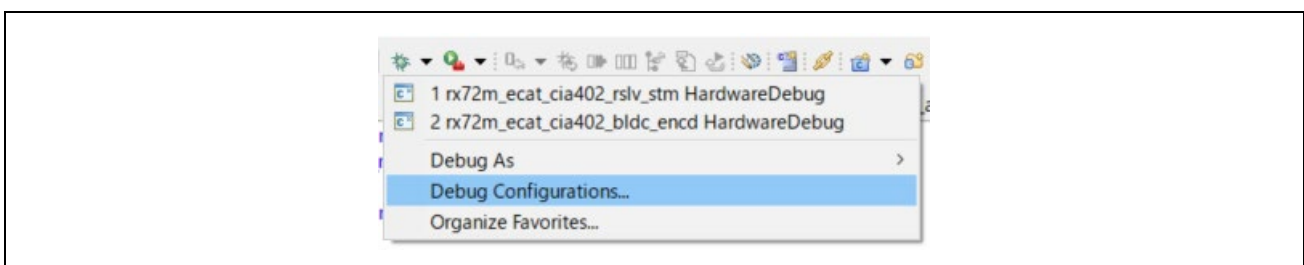 1 rx72m_ecat_cia402_rslv_stm HardwareDebug
2 rx72m_ecat_cia402_bldc_encd HardwareDebug
Debug As
Debug Configurations...
Organize Favorites...